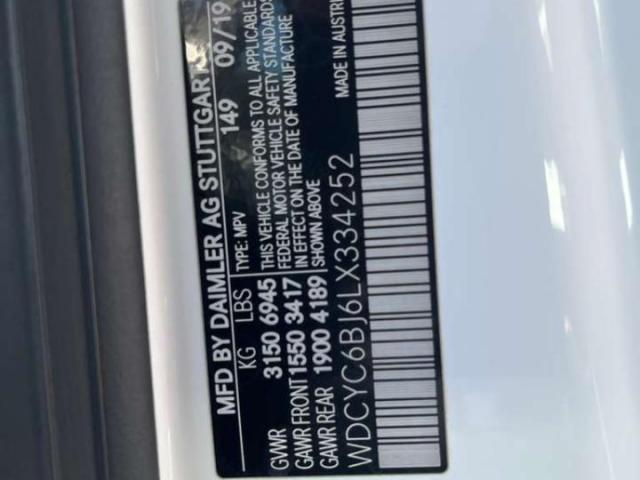 MFD BY DAIMLER AG STUTTGART
149 09/19
KG LBS TYPE: MPV
GVWR 3150 6945
GAWR FRONT 1550 3417
GAWR REAR 1900 4189
THIS VEHICLE CONFORMS TO ALL APPLICABLE
FEDERAL MOTOR VEHICLE SAFETY STANDARDS
IN EFFECT ON THE DATE OF MANUFACTURE
SHOWN ABOVE
MADE IN AUSTRI
WDCYC6BJ6LX334252